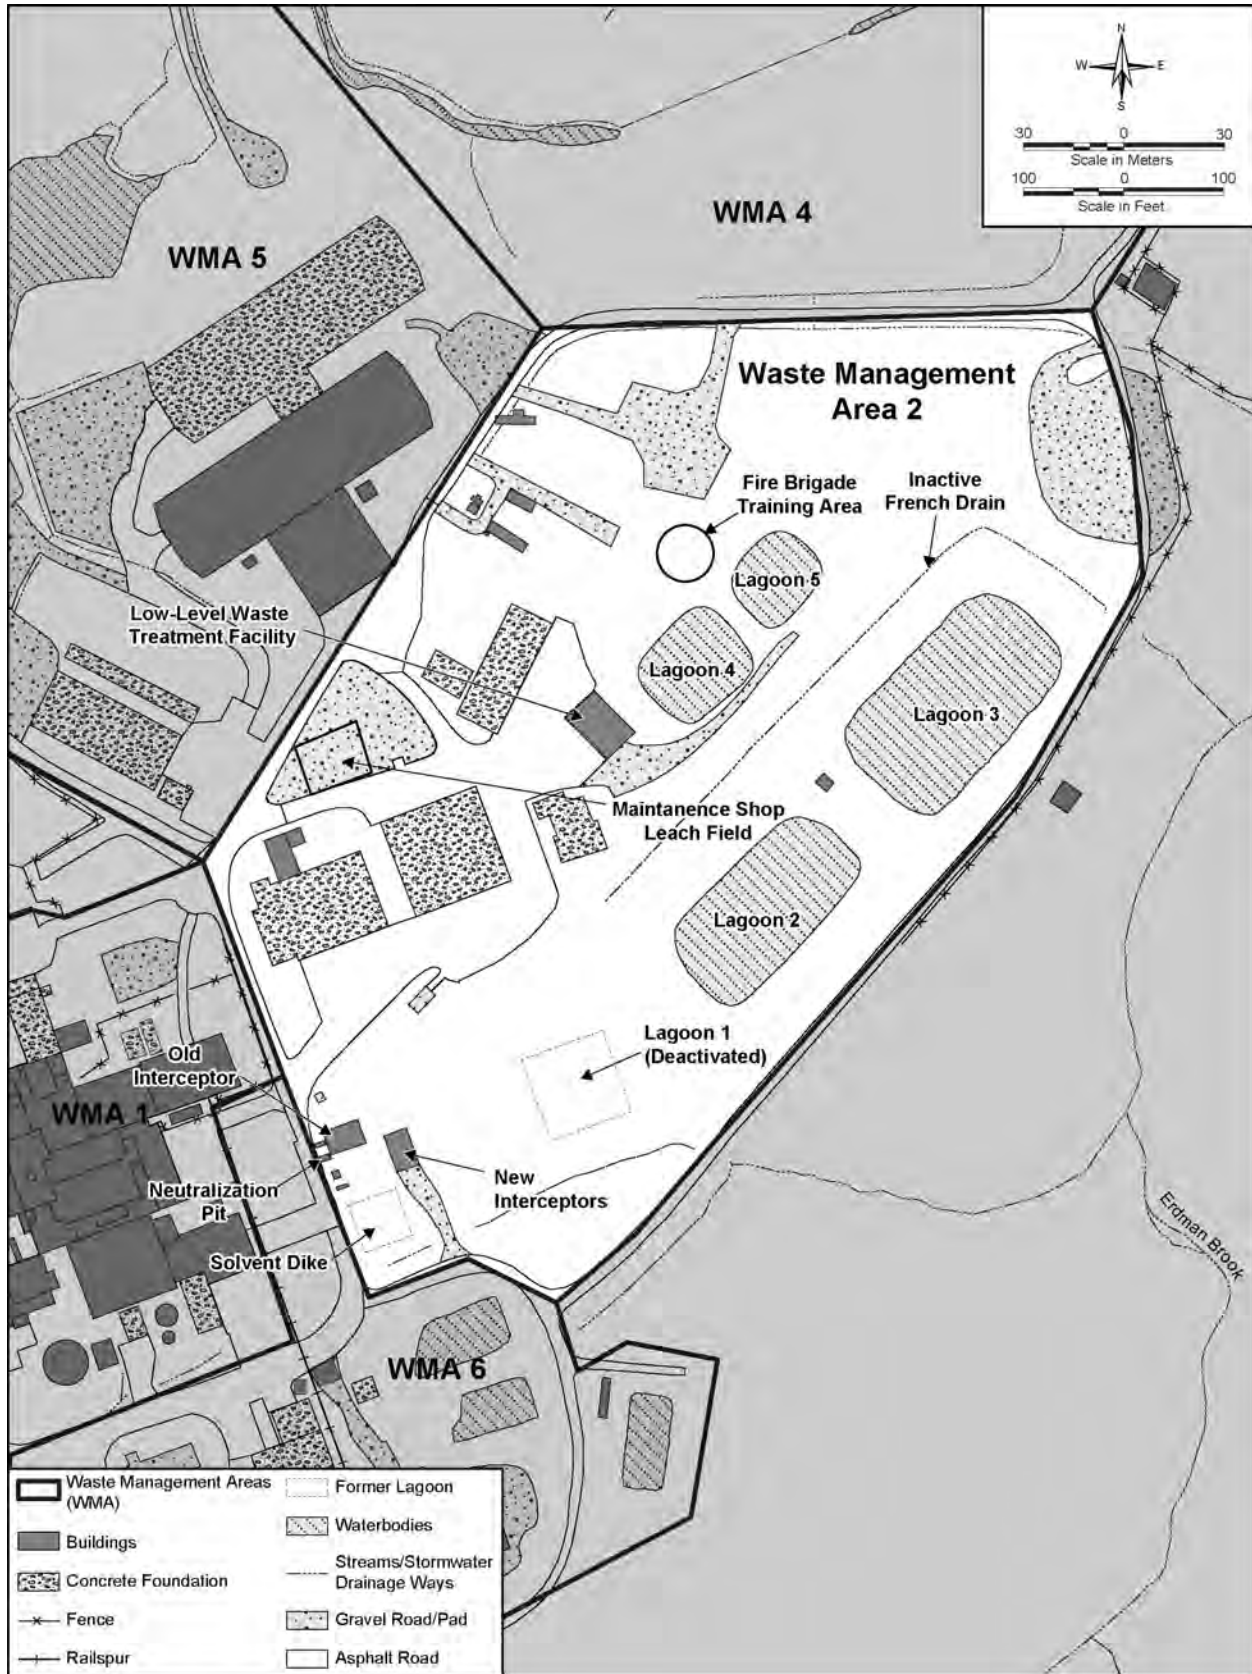 N
W E
S
30 0 30
Scale in Meters
100 0 100
Scale in Feet
WMA 4
WMA 5
Waste Management
Area 2
Fire Brigade
Training Area
Inactive
French Drain
Lagoon 5
Low-Level Waste
Treatment Facility
Lagoon 4
Lagoon 3
Maintanence Shop
Leach Field
Lagoon 2
Lagoon 1
(Deactivated)
Old
Interceptor
WMA 1
New
Interceptors
Neutralization
Pit
Solvent Dike
Erdman Brook
WMA 6
Waste Management Areas
(WMA)
Buildings
Concrete Foundation
Fence
Railspur
Former Lagoon
Waterbodies
Streams/Stormwater
Drainage Ways
Gravel Road/Pad
Asphalt Road